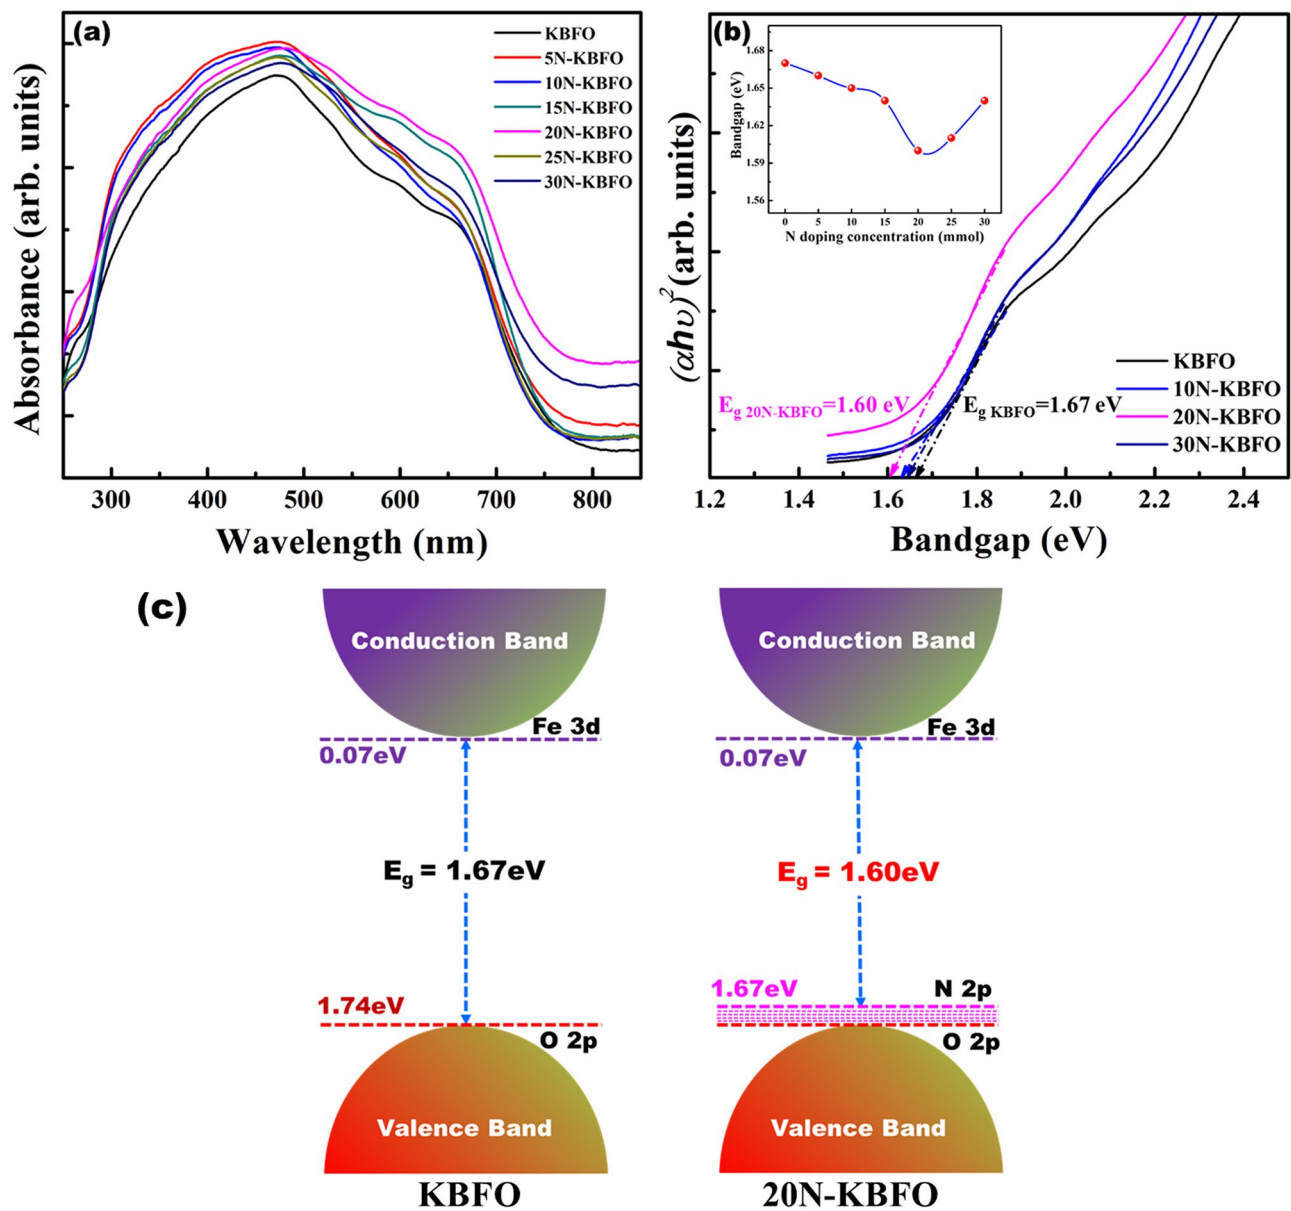 (a)
KBFO
5N-KBFO
10N-KBFO
15N-KBFO
20N-KBFO
25N-KBFO
30N-KBFO
Absorbance (arb. units)
300 400 500 600 700 800
Wavelength (nm)
(b)
1.68
1.65
1.62
1.59
1.56
Bandgap (eV)
0 5 10 15 20 25 30
N doping concentration (mmol)
(αhυ)² (arb. units)
KBFO
10N-KBFO
20N-KBFO
30N-KBFO
Eg 20N-KBFO=1.60 eV
Eg KBFO=1.67 eV
1.2 1.4 1.6 1.8 2.0 2.2 2.4
Bandgap (eV)
(c)
Conduction Band
Fe 3d
0.07eV
Eg = 1.67eV
1.74eV
O 2p
Valence Band
KBFO
Conduction Band
Fe 3d
0.07eV
Eg = 1.60eV
1.67eV
N 2p
O 2p
Valence Band
20N-KBFO